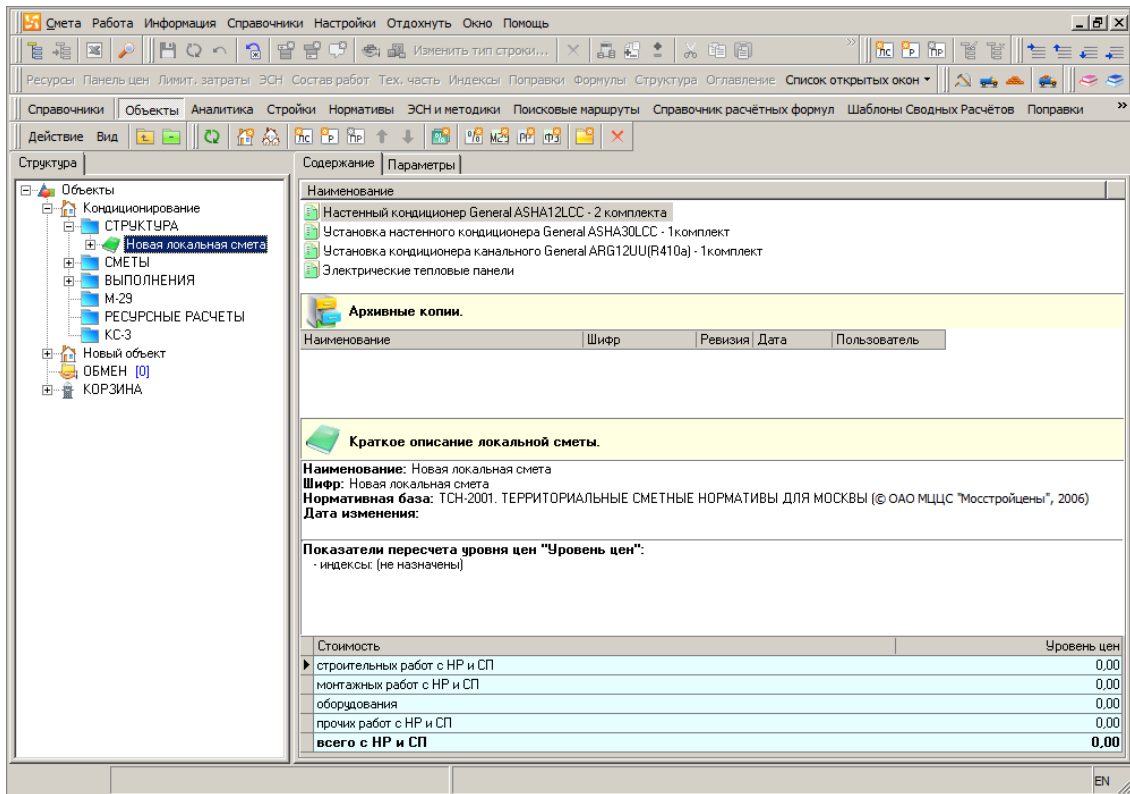 Смета Работа Информация Справочники Настройки Отдохнуть Окно Помощь
Изменить тип строки... »
Ресурсы Панель цен Лимит. затраты ЭСН Состав работ Тех. часть Индексы Поправки Формулы Структура Оглавление Список открытых окон
Справочники Объекты Аналитика Стройки Нормативы ЭСН и методики Поисковые маршруты Справочник расчётных формул Шаблоны Сводных Расчётов Поправки »
Действие Вид
Структура
Содержание Параметры
Объекты
Кондиционирование
СТРУКТУРА
Новая локальная смета
СМЕТЫ
ВЫПОЛНЕНИЯ
М-29
РЕСУРСНЫЕ РАСЧЕТЫ
КС-3
Новый объект
ОБМЕН [0]
КОРЗИНА
Наименование
Настенный кондиционер General ASHA12LCC - 2 комплекта
Установка настенного кондиционера General ASHA30LCC - 1комплект
Установка кондиционера канального General ARG12UU(R410a) - 1комплект
Электрические тепловые панели
Архивные копии.
Наименование Шифр Ревизия Дата Пользователь
Краткое описание локальной сметы.
Наименование: Новая локальная смета
Шифр: Новая локальная смета
Нормативная база: ТСН-2001. ТЕРРИТОРИАЛЬНЫЕ СМЕТНЫЕ НОРМАТИВЫ ДЛЯ МОСКВЫ (© ОАО МЦЦС "Мосстройцены", 2006)
Дата изменения:
Показатели пересчета уровня цен "Уровень цен":
- индексы: (не назначены)
Стоимость Уровень цен
строительных работ с НР и СП 0,00
монтажных работ с НР и СП 0,00
оборудования 0,00
прочих работ с НР и СП 0,00
всего с НР и СП 0,00
EN